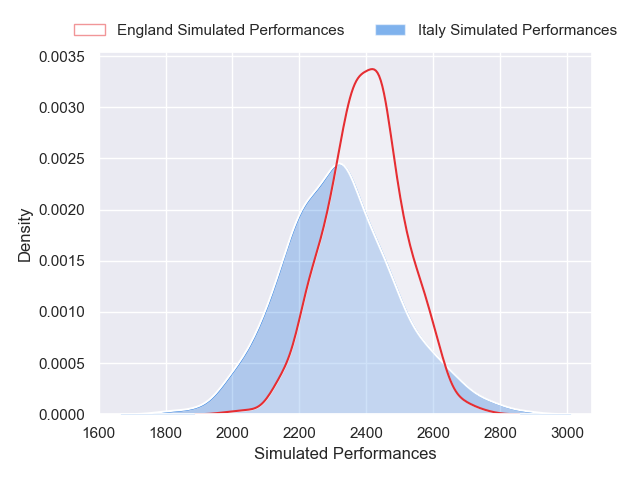 England Simulated Performances Italy Simulated Performances
0.0035
0.0030
0.0025
0.0020
0.0015
0.0010
0.0005
0.0000
Density
1600 1800 2000 2200 2400 2600 2800 3000
Simulated Performances